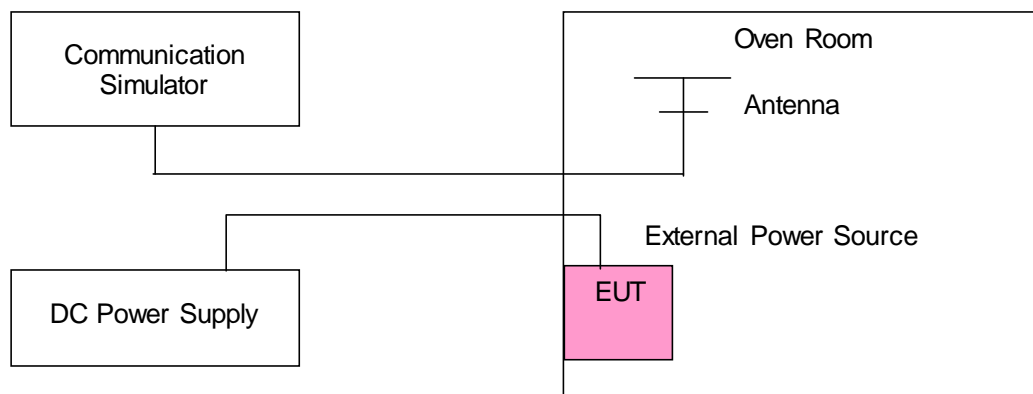 Communication
Simulator
Oven Room
Antenna
External Power Source
DC Power Supply
EUT